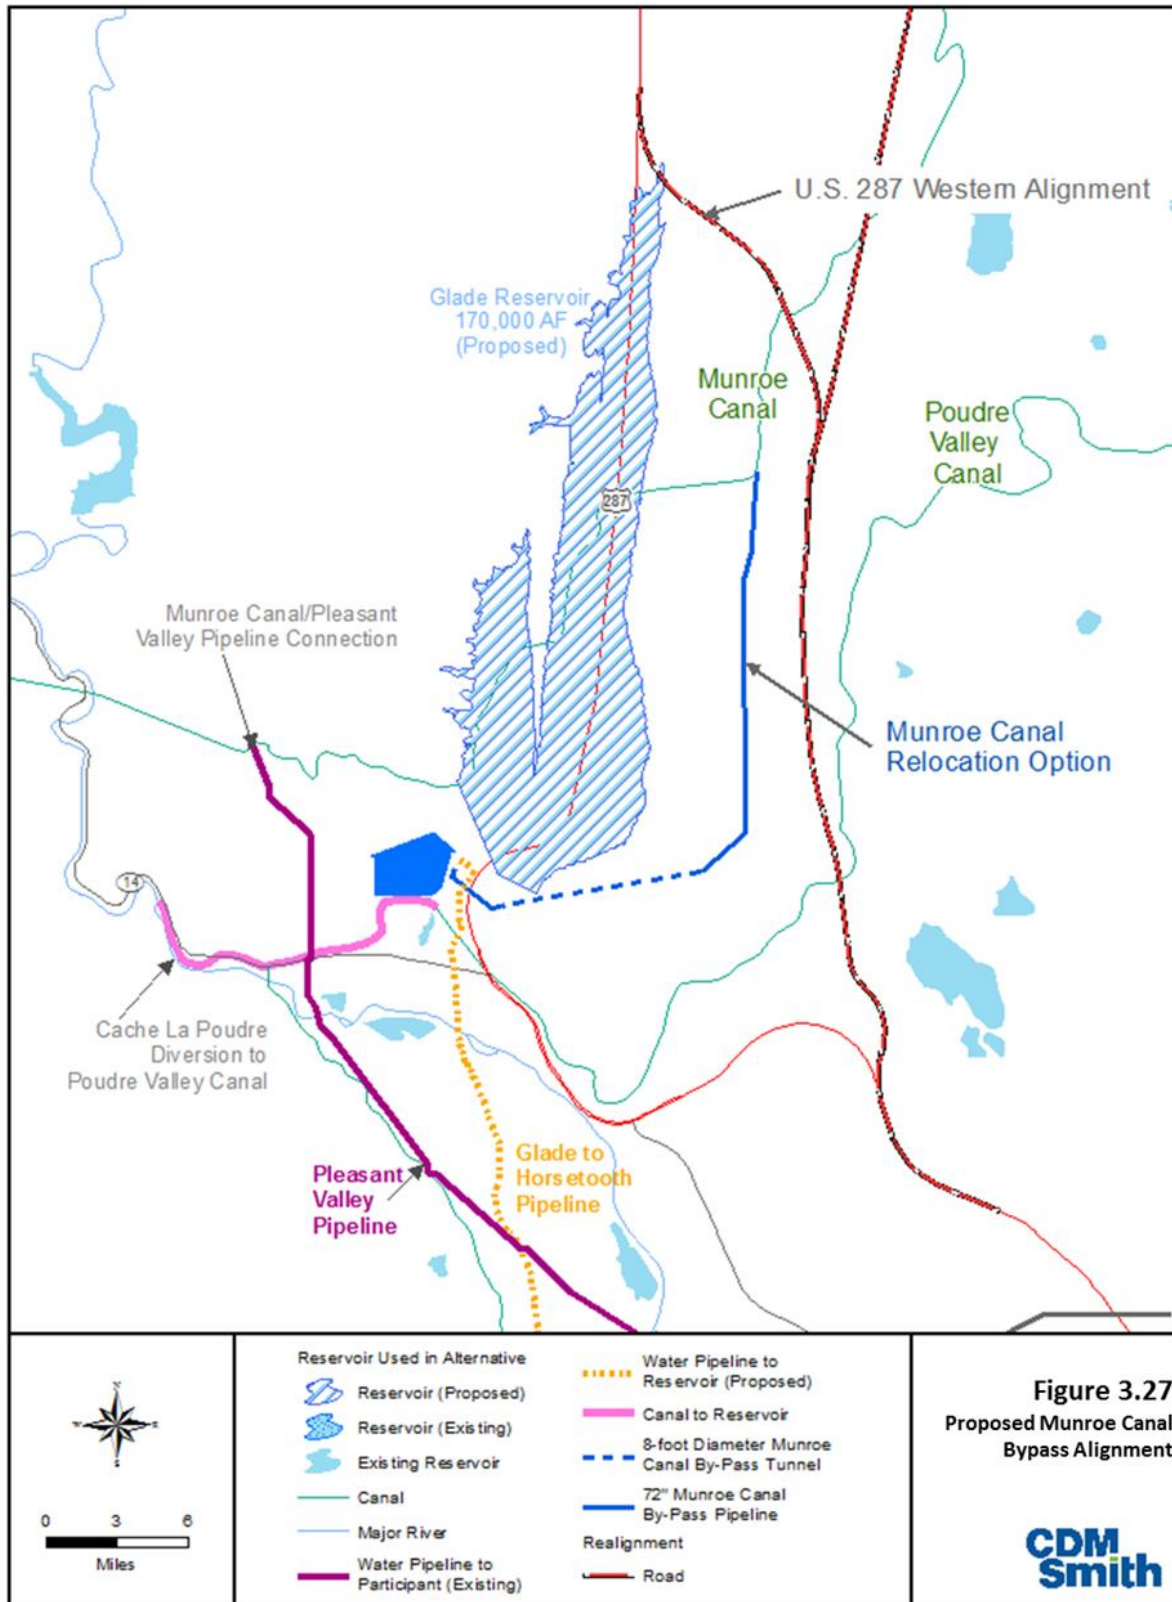 U.S. 287 Western Alignment
Glade Reservoir
170,000 AF
(Proposed)
Munroe
Canal
Poudre
Valley
Canal
287
Munroe Canal/Pleasant
Valley Pipeline Connection
Munroe Canal
Relocation Option
14
Cache La Poudre
Diversion to
Poudre Valley Canal
Pleasant
Valley
Pipeline
Glade to
Horsetooth
Pipeline
N
W
E
S
0 3 6
Miles
Reservoir Used in Alternative
Reservoir (Proposed)
Reservoir (Existing)
Existing Reservoir
Canal
Major River
Water Pipeline to
Participant (Existing)
Water Pipeline to
Reservoir (Proposed)
Canal to Reservoir
8-foot Diameter Munroe
Canal By-Pass Tunnel
72" Munroe Canal
By-Pass Pipeline
Realignment
Road
Figure 3.27
Proposed Munroe Canal
Bypass Alignment
CDM
Smith